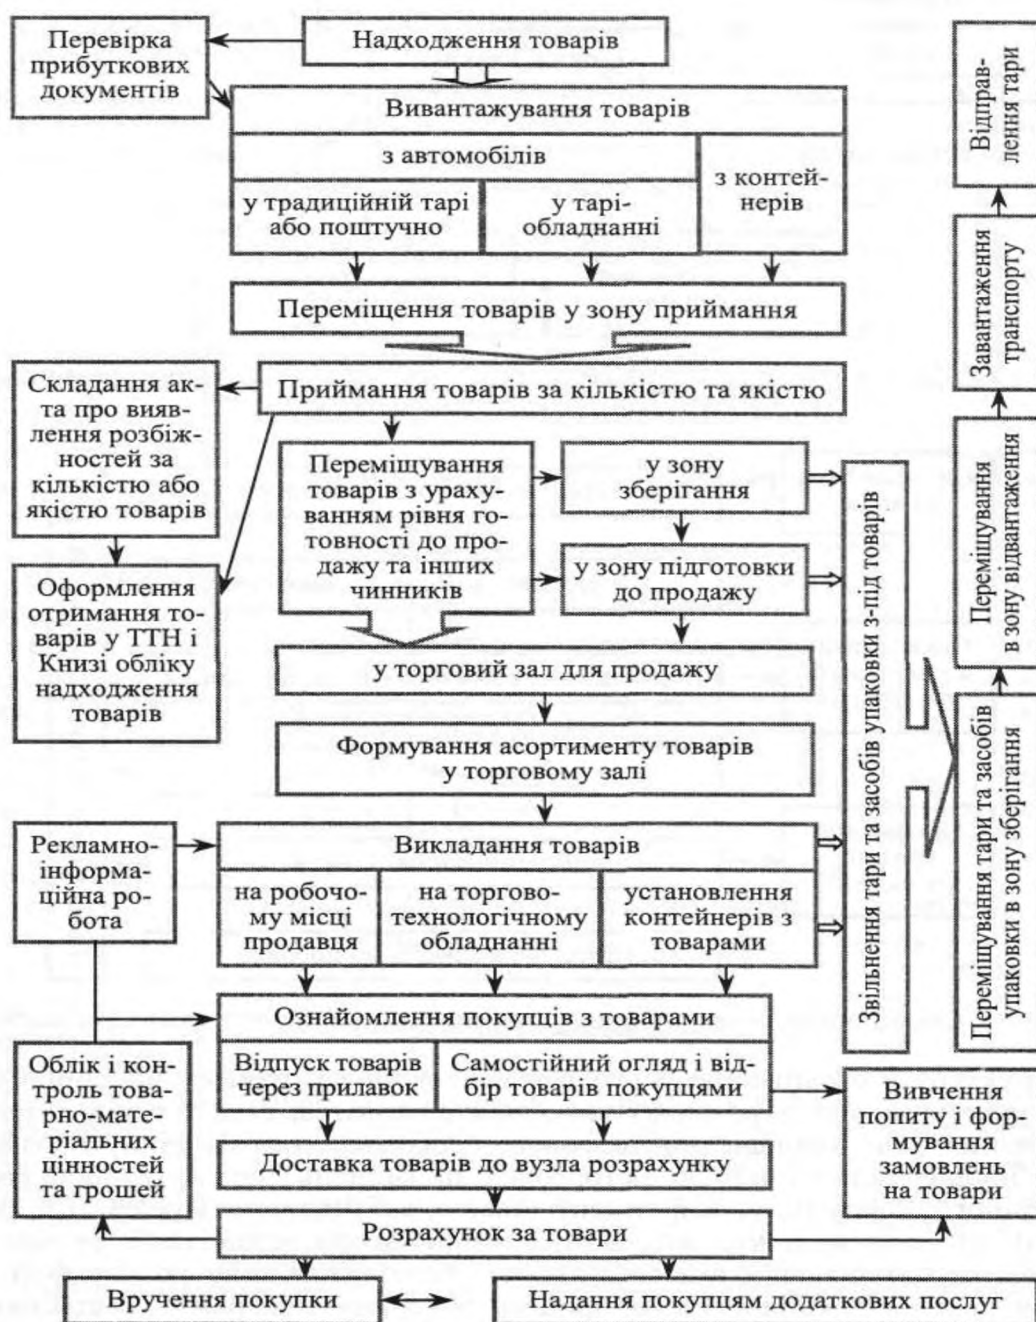 Перевірка
прибуткових
документів
Надходження товарів
Вивантажування товарів
з автомобілів
у традиційній тарі
або поштучно
у тарі-
обладнанні
з контей-
нерів
Переміщення товарів у зону приймання
Приймання товарів за кількістю та якістю
Складання ак-
та про вияв-
лення розбіж-
ностей за
кількістю або
якістю товарів
Оформлення
отримання то-
варів у ТТН і
Книзі обліку
надходження
товарів
Переміщування
товарів з ураху-
ванням рівня го-
товності до про-
дажу та інших
чинників
у зону
зберігання
у зону підготовки
до продажу
у торговий зал для продажу
Формування асортименту товарів
у торговому залі
Рекламно-
інформа-
ційна ро-
бота
Викладання товарів
на робочо-
му місці
продавця
на торгово-
технологічному
обладнанні
установлення
контейнерів з
товарами
Ознайомлення покупців з товарами
Відпуск товарів
через прилавок
Самостійний огляд і від-
бір товарів покупцями
Облік і кон-
троль това-
рно-мате-
ріальних
цінностей
та грошей
Доставка товарів до вузла розрахунку
Розрахунок за товари
Вручення покупки
Надання покупцям додаткових послуг
Вивчення
попиту і фор-
мування
замовлень
на товари
Звільнення тари та засобів упаковки з-під товарів
Переміщування тари та засобів
упаковки в зону зберігання
Переміщування
в зону відвантаження
Завантаження
транспорту
Відправ-
лення тари